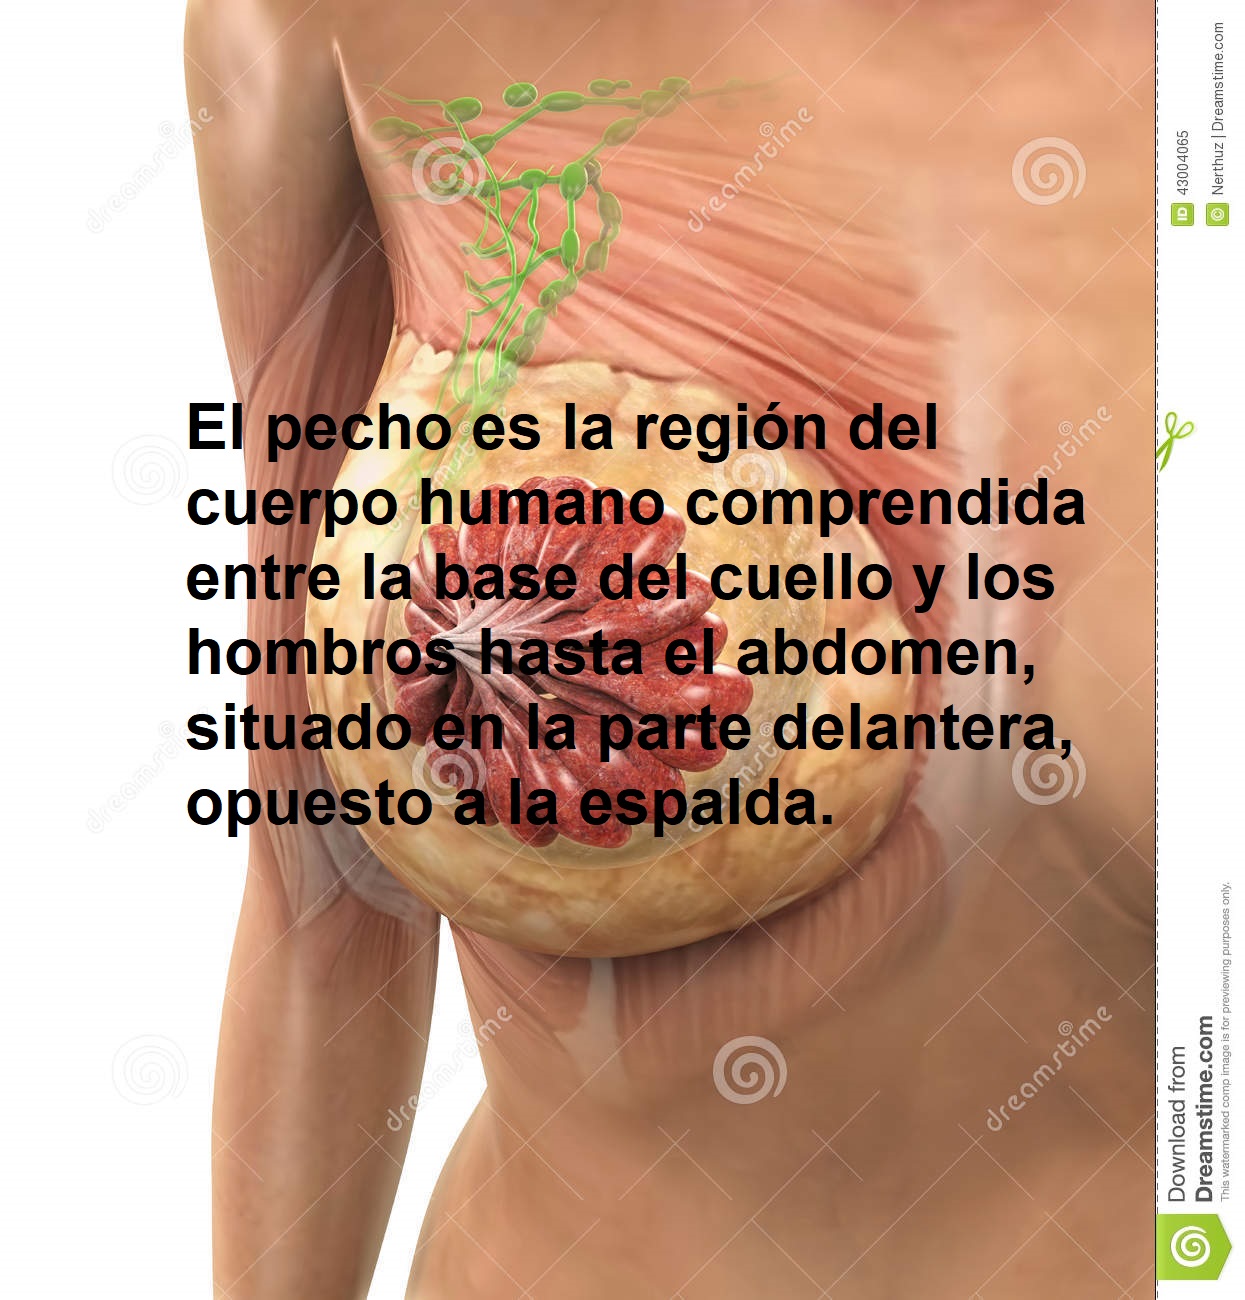 El pecho es la región del
cuerpo humano comprendida
entre la base del cuello y los
hombros hasta el abdomen,
situado en la parte delantera,
opuesto a la espalda.
dreamstime
dreamstime
dreamstime
dreamstime
dreamstime
dreamstime
dreamstime
ID 43004065
© Nerthuz | Dreamstime.com
Download from
Dreamstime.com
This watermarked comp image is for previewing purposes only.